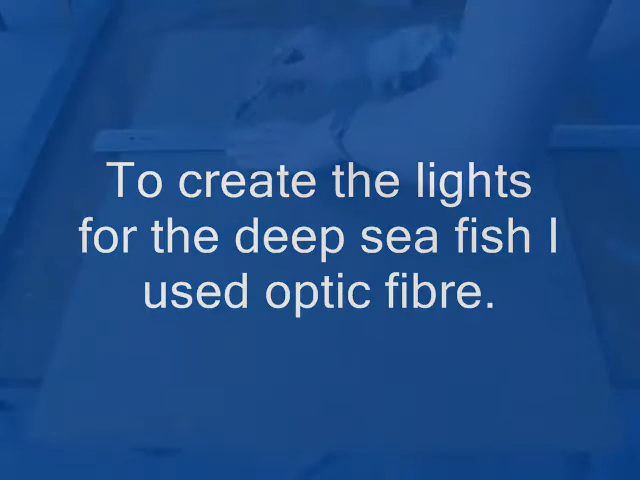 To create the lights
for the deep sea fish I
used optic fibre.